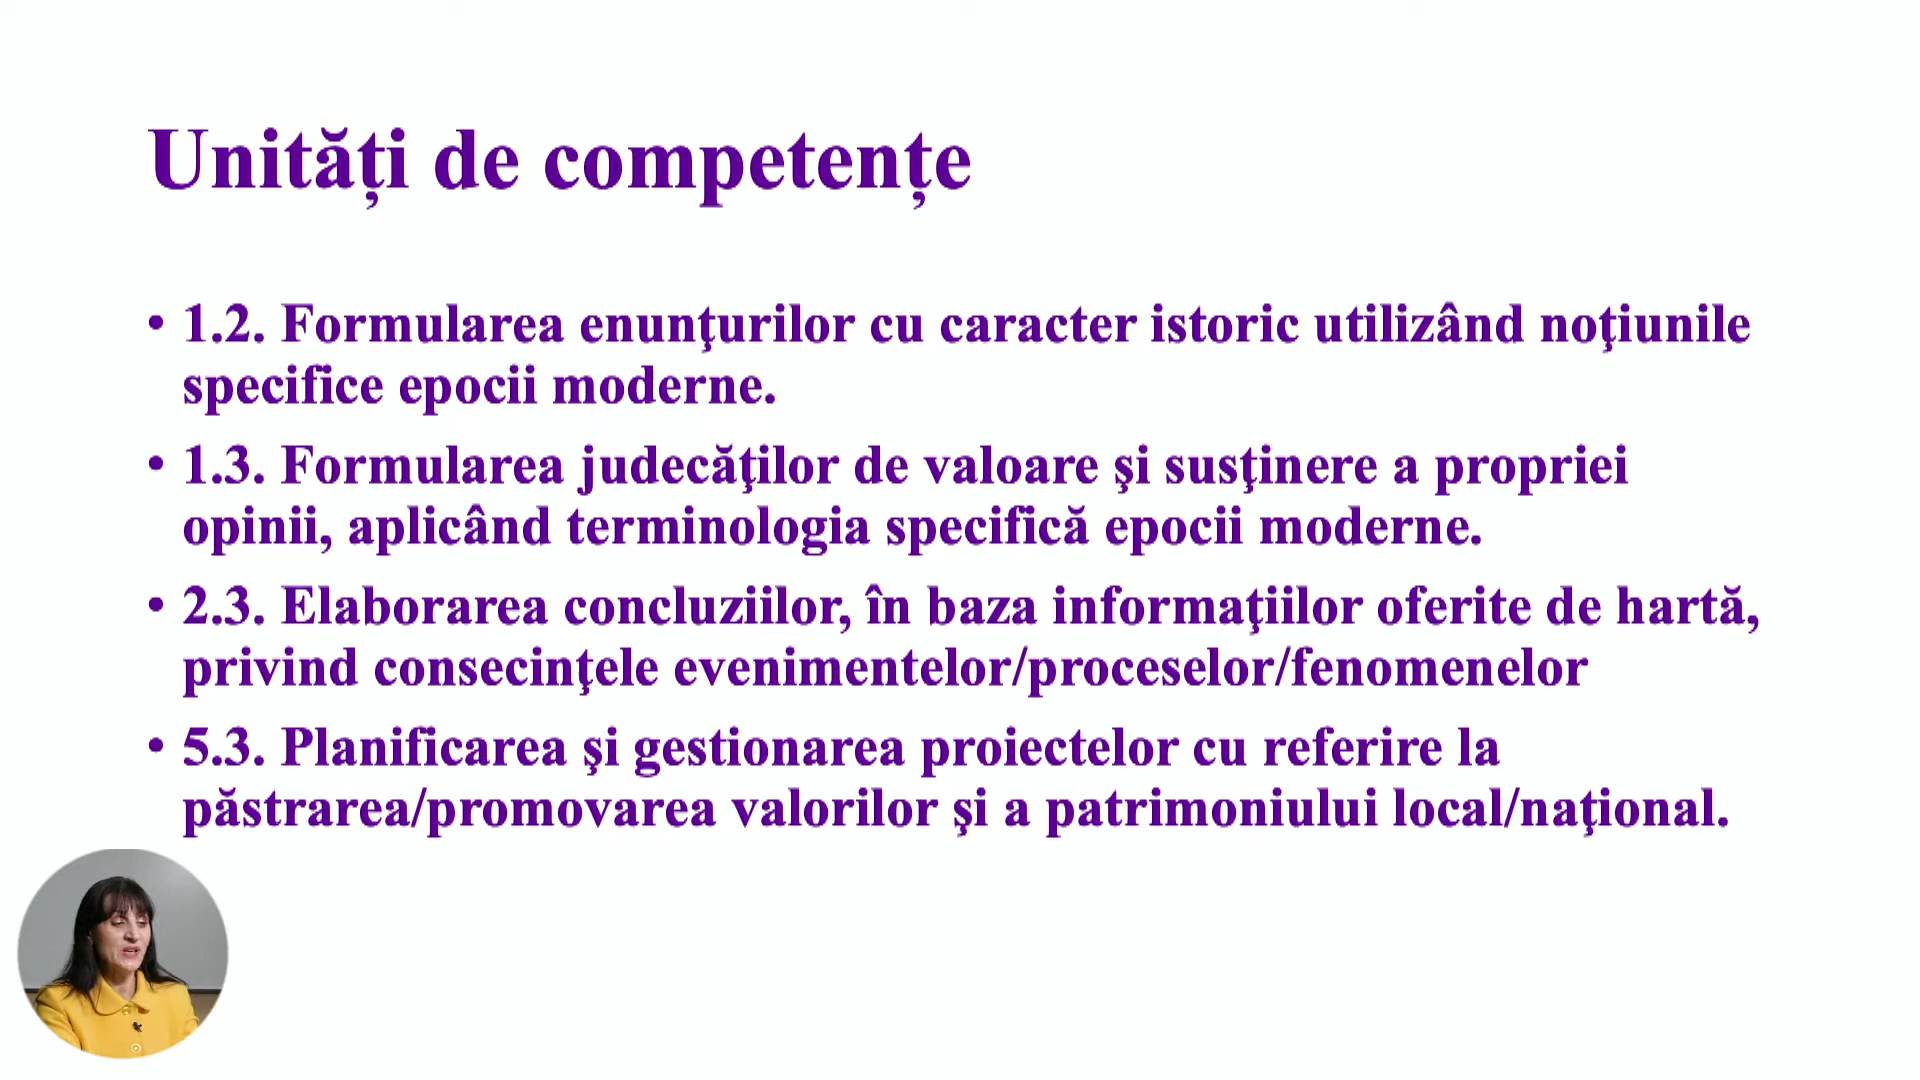 Unități de competențe
• 1.2. Formularea enunţurilor cu caracter istoric utilizând noţiunile
specifice epocii moderne.
• 1.3. Formularea judecăţilor de valoare şi susţinere a propriei
opinii, aplicând terminologia specifică epocii moderne.
• 2.3. Elaborarea concluziilor, în baza informaţiilor oferite de hartă,
privind consecinţele evenimentelor/proceselor/fenomenelor
• 5.3. Planificarea şi gestionarea proiectelor cu referire la
păstrarea/promovarea valorilor şi a patrimoniului local/naţional.